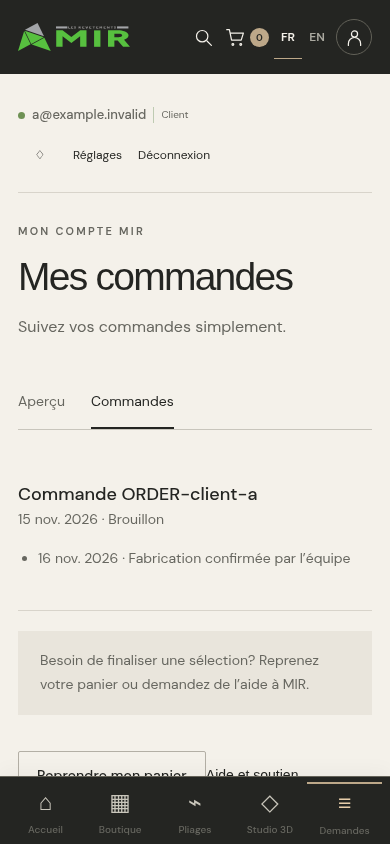 LES REVÊTEMENTS
MIR
0
FR
EN
a@example.invalid
Client
Réglages
Déconnexion
MON COMPTE MIR
Mes commandes
Suivez vos commandes simplement.
Aperçu
Commandes
Commande ORDER-client-a
15 nov. 2026 · Brouillon
16 nov. 2026 · Fabrication confirmée par l’équipe
Besoin de finaliser une sélection? Reprenez
votre panier ou demandez de l’aide à MIR.
Reprendre mon panier
Aide et soutien
Accueil
Boutique
Pliages
Studio 3D
Demandes